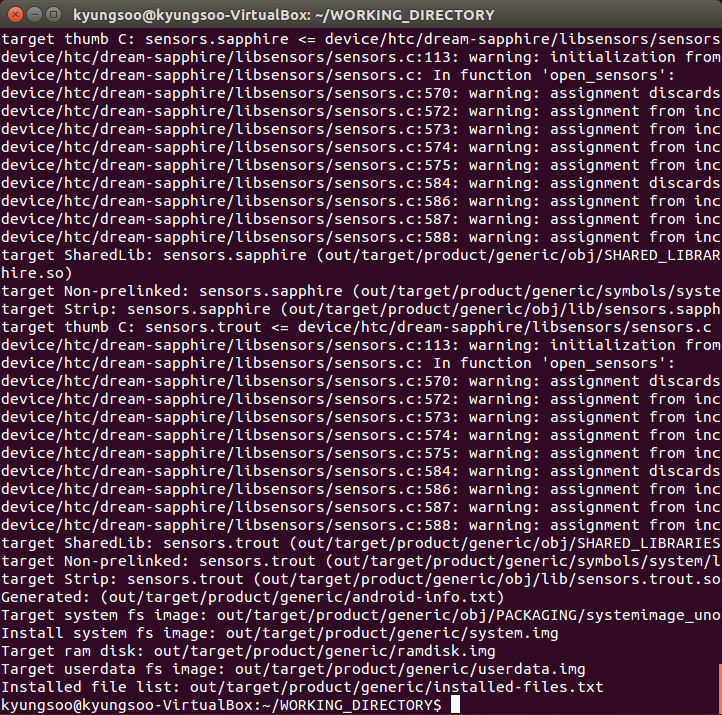 kyungsoo@kyungsoo-VirtualBox: ~/WORKING_DIRECTORY
target thumb C: sensors.sapphire <= device/htc/dream-sapphire/libsensors/sensors
device/htc/dream-sapphire/libsensors/sensors.c:113: warning: initialization from
device/htc/dream-sapphire/libsensors/sensors.c: In function 'open_sensors':
device/htc/dream-sapphire/libsensors/sensors.c:570: warning: assignment discards
device/htc/dream-sapphire/libsensors/sensors.c:572: warning: assignment from inc
device/htc/dream-sapphire/libsensors/sensors.c:573: warning: assignment from inc
device/htc/dream-sapphire/libsensors/sensors.c:574: warning: assignment from inc
device/htc/dream-sapphire/libsensors/sensors.c:575: warning: assignment from inc
device/htc/dream-sapphire/libsensors/sensors.c:584: warning: assignment discards
device/htc/dream-sapphire/libsensors/sensors.c:586: warning: assignment from inc
device/htc/dream-sapphire/libsensors/sensors.c:587: warning: assignment from inc
device/htc/dream-sapphire/libsensors/sensors.c:588: warning: assignment from inc
target SharedLib: sensors.sapphire (out/target/product/generic/obj/SHARED_LIBRAR
hire.so)
target Non-prelinked: sensors.sapphire (out/target/product/generic/symbols/syste
target Strip: sensors.sapphire (out/target/product/generic/obj/lib/sensors.sapph
target thumb C: sensors.trout <= device/htc/dream-sapphire/libsensors/sensors.c
device/htc/dream-sapphire/libsensors/sensors.c:113: warning: initialization from
device/htc/dream-sapphire/libsensors/sensors.c: In function 'open_sensors':
device/htc/dream-sapphire/libsensors/sensors.c:570: warning: assignment discards
device/htc/dream-sapphire/libsensors/sensors.c:572: warning: assignment from inc
device/htc/dream-sapphire/libsensors/sensors.c:573: warning: assignment from inc
device/htc/dream-sapphire/libsensors/sensors.c:574: warning: assignment from inc
device/htc/dream-sapphire/libsensors/sensors.c:575: warning: assignment from inc
device/htc/dream-sapphire/libsensors/sensors.c:584: warning: assignment discards
device/htc/dream-sapphire/libsensors/sensors.c:586: warning: assignment from inc
device/htc/dream-sapphire/libsensors/sensors.c:587: warning: assignment from inc
device/htc/dream-sapphire/libsensors/sensors.c:588: warning: assignment from inc
target SharedLib: sensors.trout (out/target/product/generic/obj/SHARED_LIBRARIES
target Non-prelinked: sensors.trout (out/target/product/generic/symbols/system/l
target Strip: sensors.trout (out/target/product/generic/obj/lib/sensors.trout.so
Generated: (out/target/product/generic/android-info.txt)
Target system fs image: out/target/product/generic/obj/PACKAGING/systemimage_uno
Install system fs image: out/target/product/generic/system.img
Target ram disk: out/target/product/generic/ramdisk.img
Target userdata fs image: out/target/product/generic/userdata.img
Installed file list: out/target/product/generic/installed-files.txt
kyungsoo@kyungsoo-VirtualBox:~/WORKING_DIRECTORY$